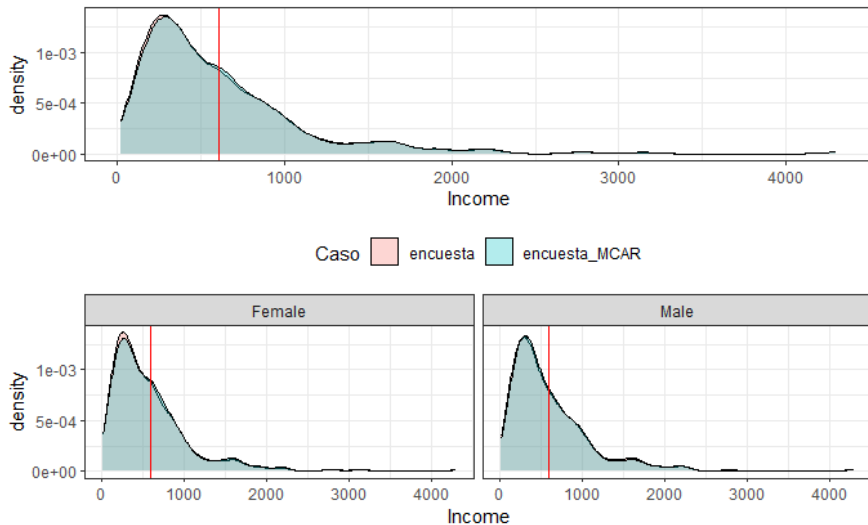 density
1e-03
5e-04
0e+00
0 1000 2000 3000 4000
Income
Caso encuesta encuesta_MCAR
Female Male
density
1e-03
5e-04
0e+00
0 1000 2000 3000 4000 0 1000 2000 3000 4000
Income